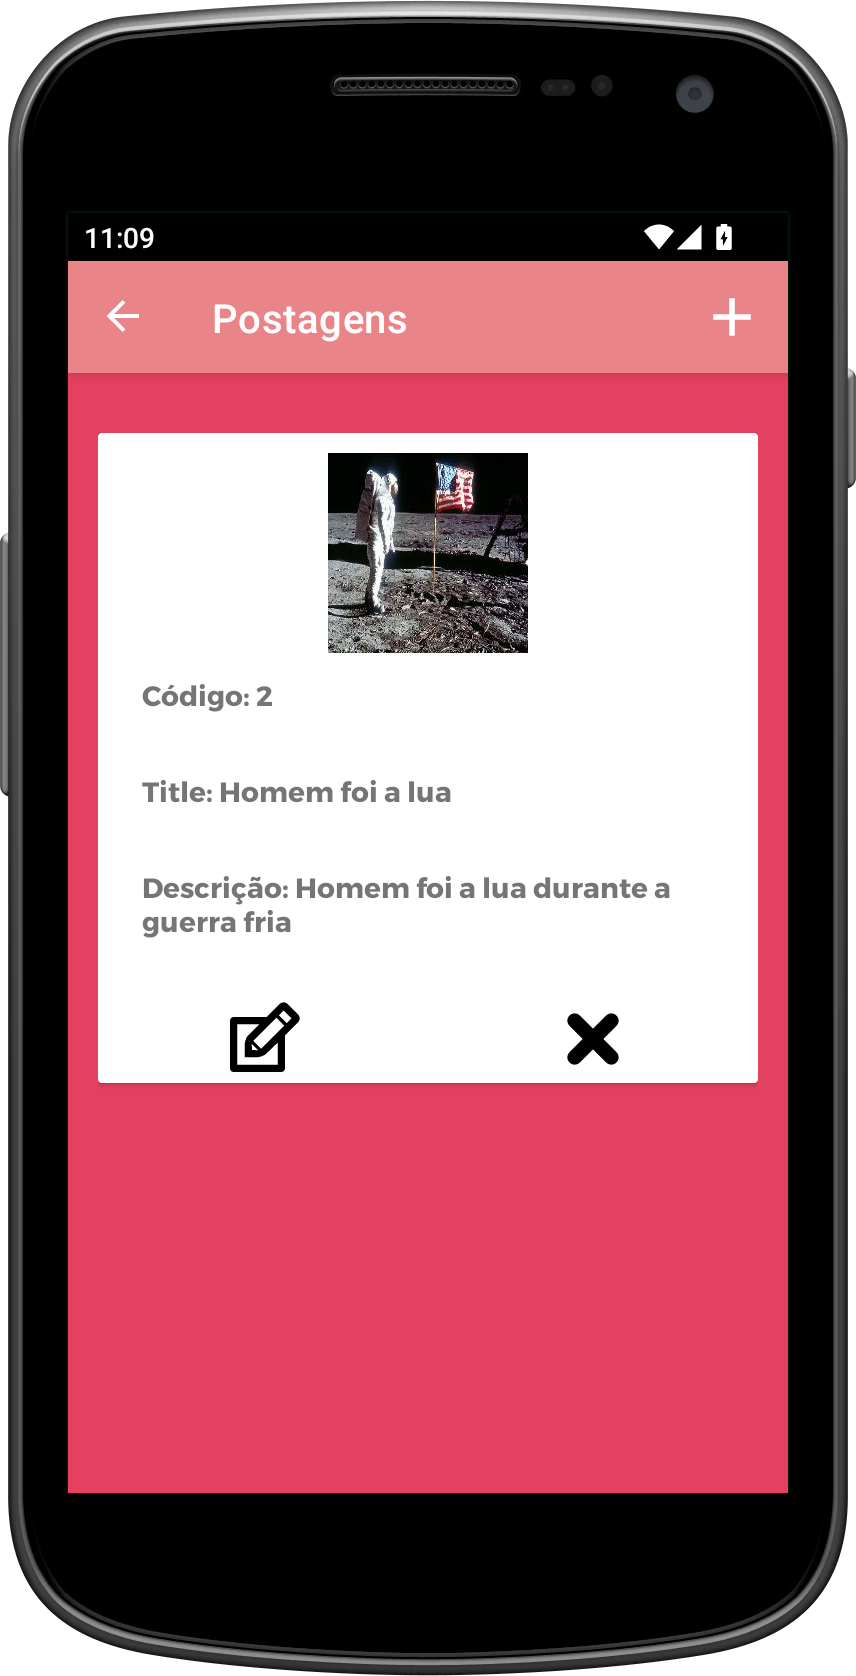 11:09
Postagens
Código: 2
Title: Homem foi a lua
Descrição: Homem foi a lua durante a
guerra fria